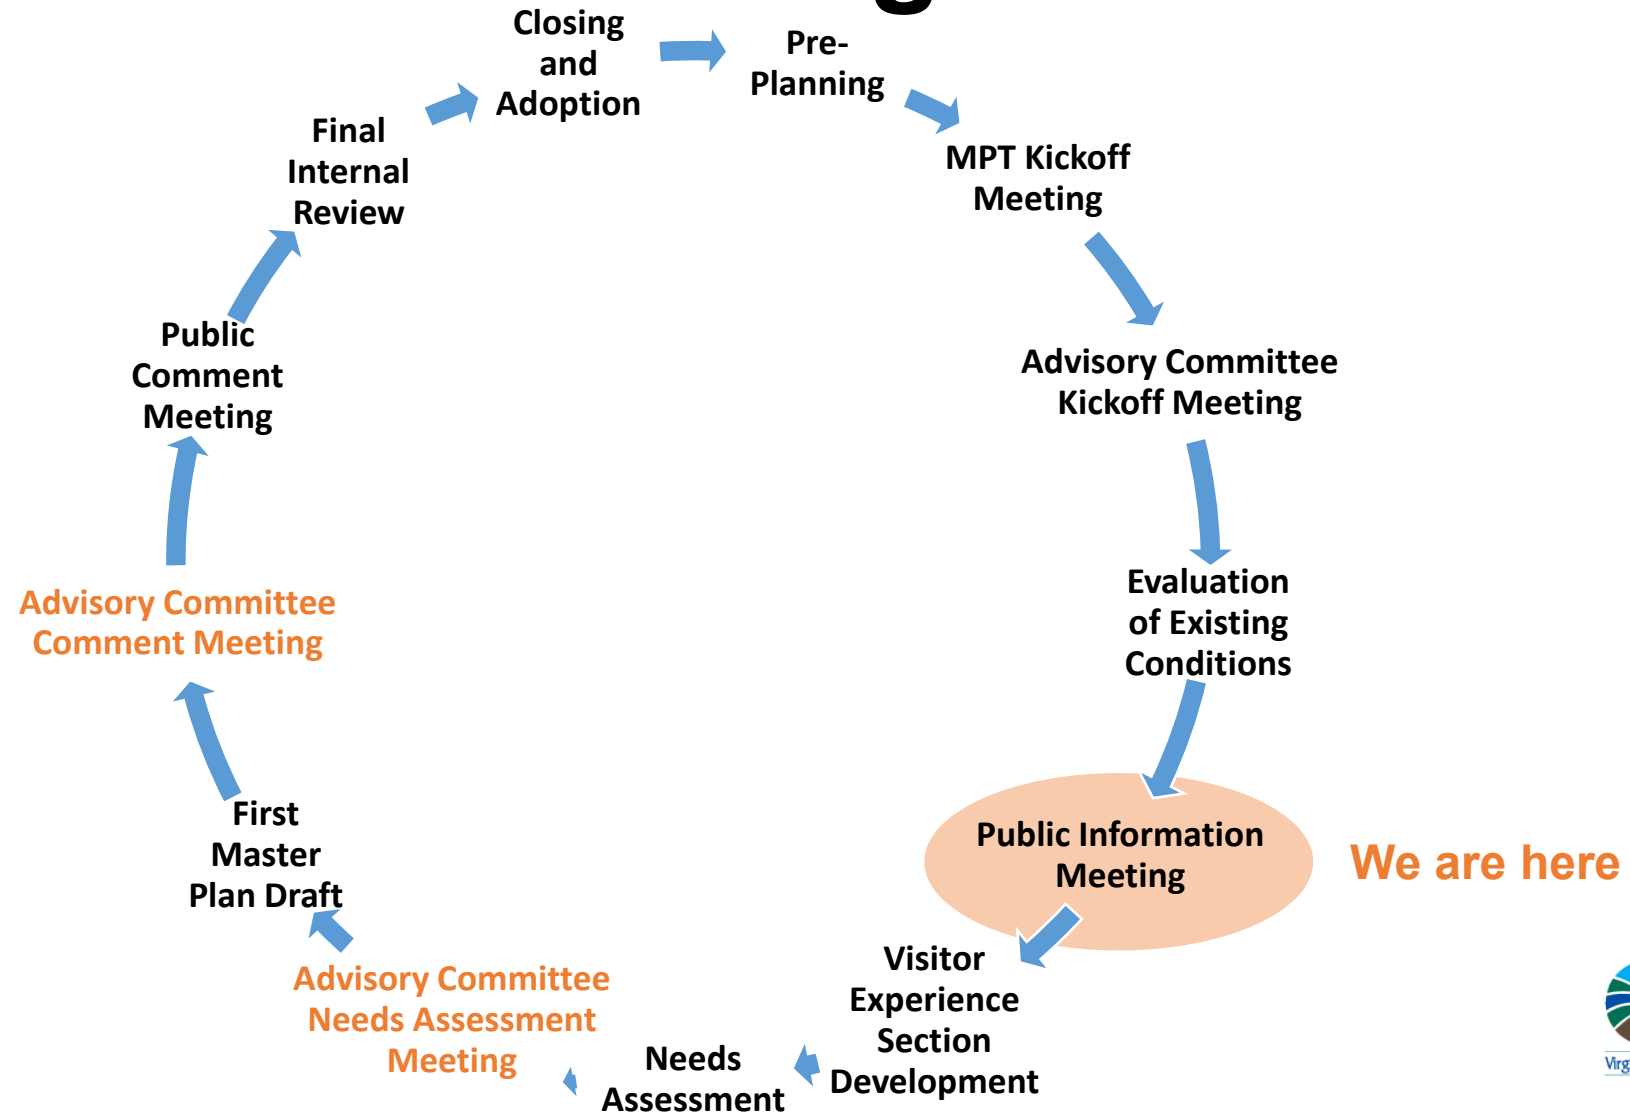 Closing
and
Adoption
Pre-
Planning
MPT Kickoff
Meeting
Advisory Committee
Kickoff Meeting
Evaluation
of Existing
Conditions
Public Information
Meeting
We are here
Visitor
Experience
Section
Development
Needs
Assessment
Advisory Committee
Needs Assessment
Meeting
First
Master
Plan Draft
Advisory Committee
Comment Meeting
Public
Comment
Meeting
Final
Internal
Review